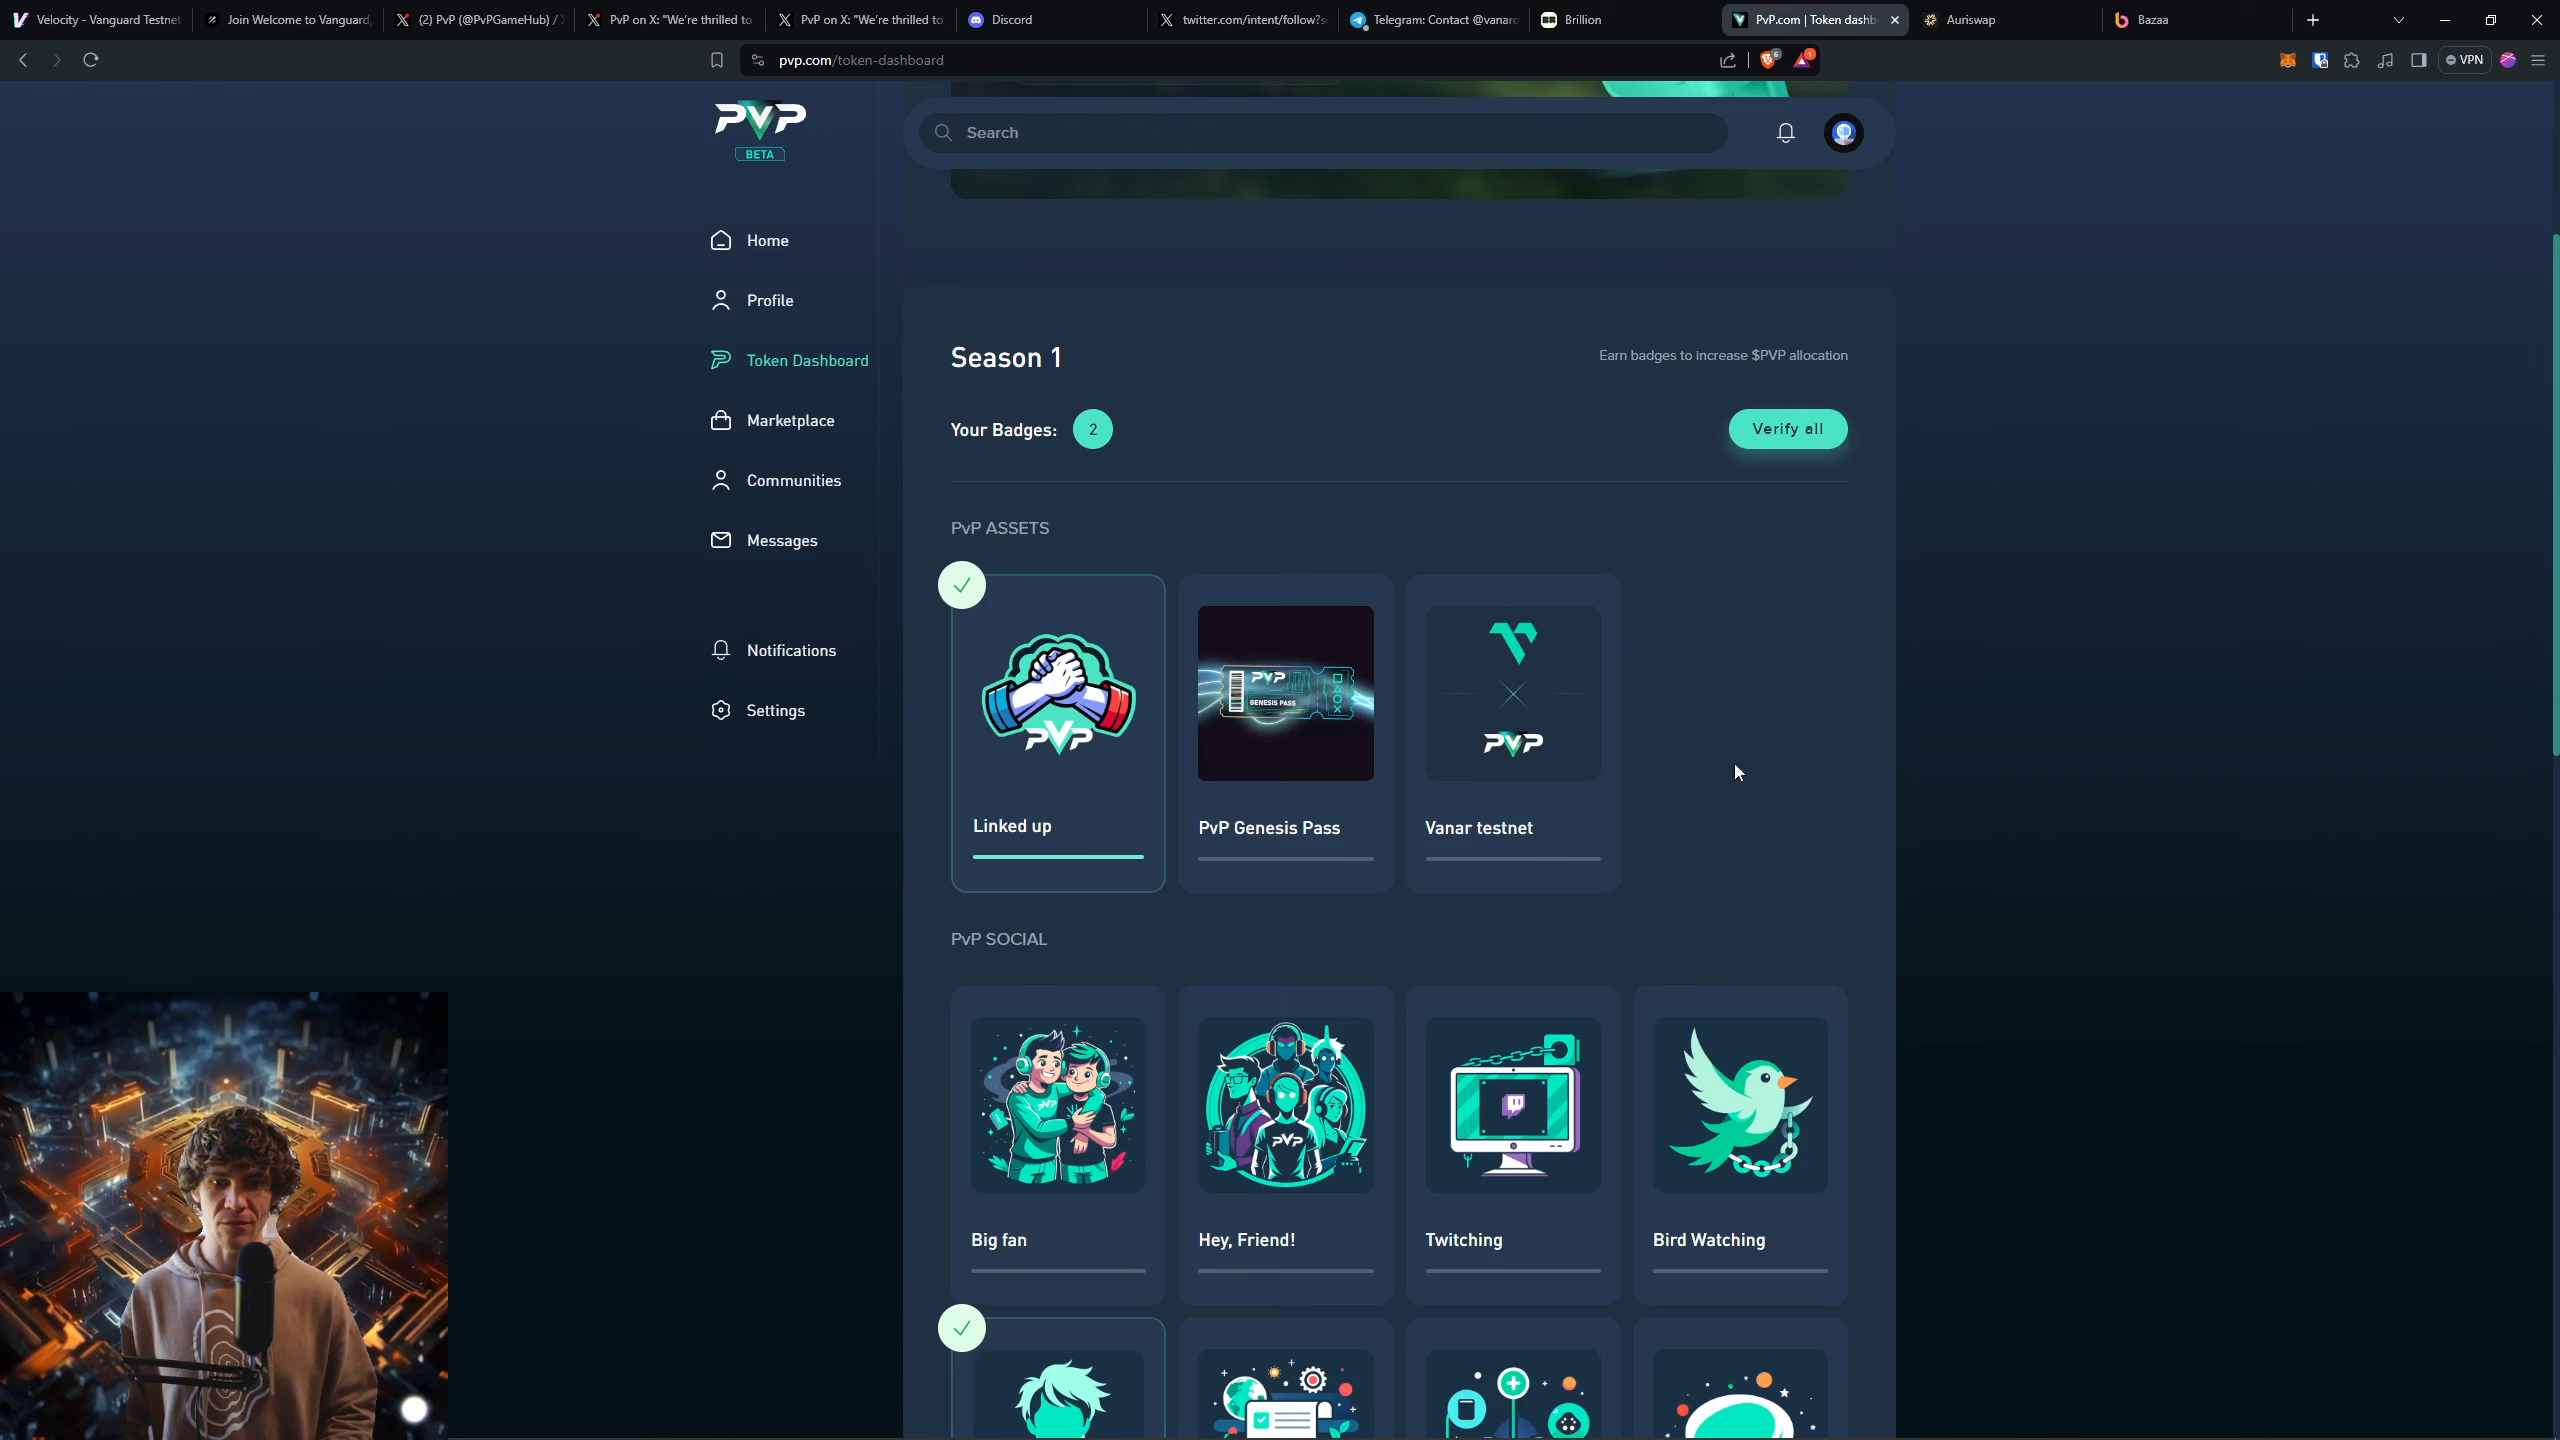 Velocity - Vanguard Testnet
Join Welcome to Vanguard,
(2) PvP (@PvPGameHub) /
PvP on X: "We're thrilled to
PvP on X: "We're thrilled to
Discord
twitter.com/intent/follow?s
Telegram: Contact @vanar
Brillion
PvP.com | Token dashb
Auriswap
Bazaa
pvp.com/token-dashboard
6
1
VPN
PVP
BETA
Search
Home
Profile
Token Dashboard
Marketplace
Communities
Messages
Notifications
Settings
Season 1
Earn badges to increase $PVP allocation
Your Badges:
2
Verify all
PvP ASSETS
PVP
PVP
GENESIS PASS
PVP
Linked up
PvP Genesis Pass
Vanar testnet
PvP SOCIAL
PVP
PVP
Big fan
Hey, Friend!
Twitching
Bird Watching